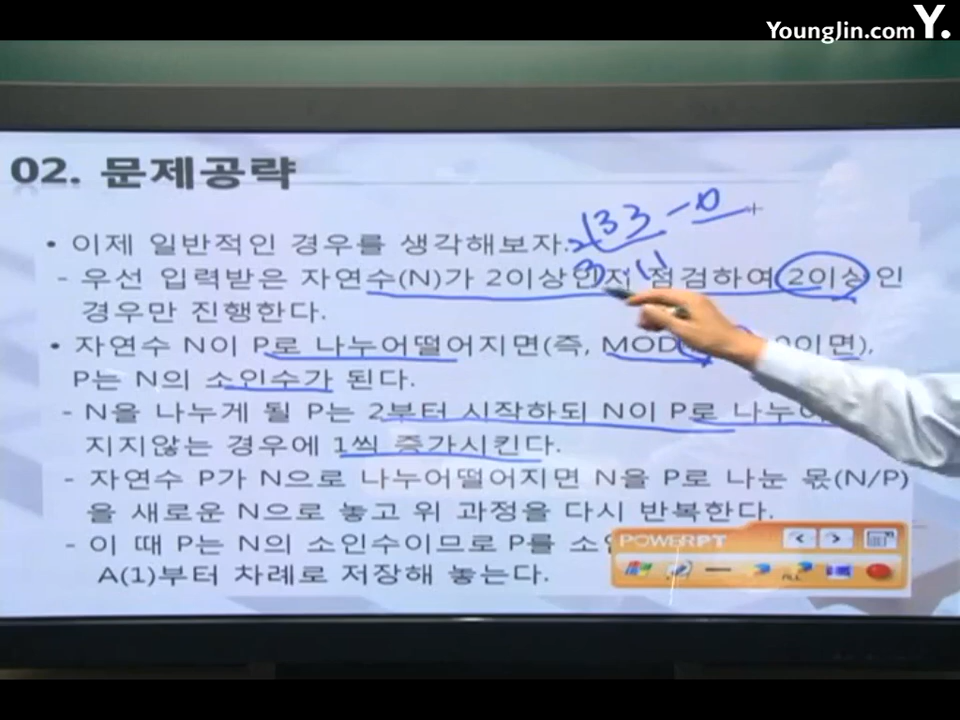 YoungJin.com Y.
02. 문제공략
• 이제 일반적인 경우를 생각해보자.
133
- 우선 입력받은 자연수(N)가 2이상인지 점검하여 2이상인
경우만 진행한다.
• 자연수 N이 P로 나누어떨어지면(즉, MOD 0이면),
P는 N의 소인수가 된다.
- N을 나누게 될 P는 2부터 시작하되 N이 P로
지지않는 경우에 1씩 증가시킨다.
- 자연수 P가 N으로 나누어떨어지면 N을 P로 나눈 몫(N/P)
을 새로운 N으로 놓고 위 과정을 다시 반복한다.
- 이 때 P는 N의 소인수이므로 P를
A(1)부터 차례로 저장해 놓는다.
POWERPT
ALL